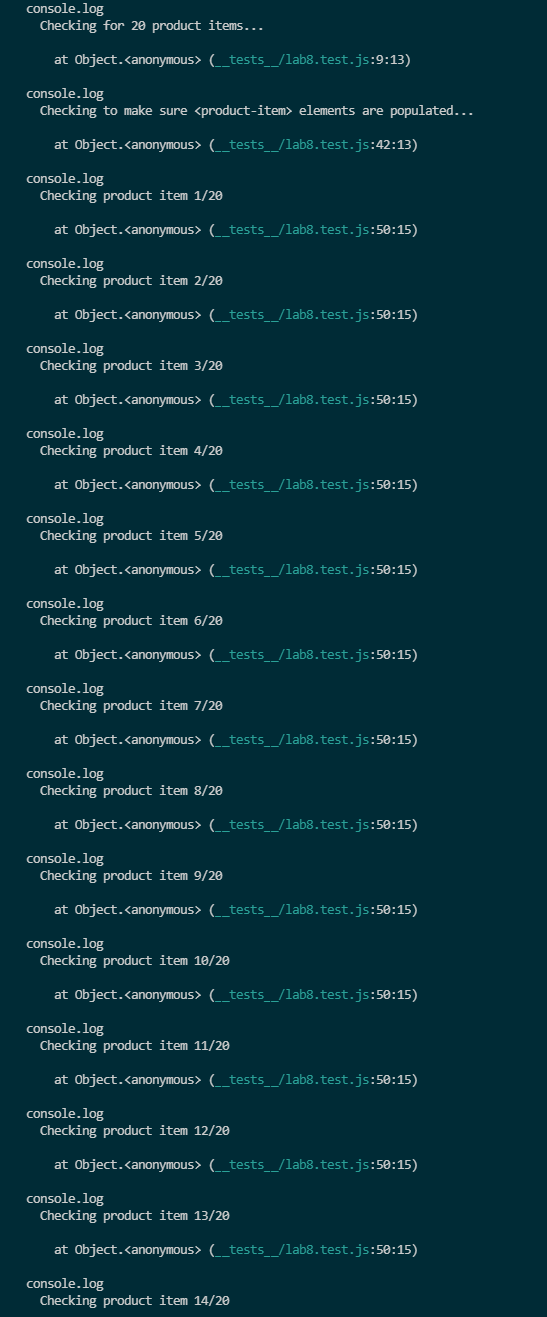 console.log
Checking for 20 product items...
at Object.<anonymous> (__tests__/lab8.test.js:9:13)
console.log
Checking to make sure <product-item> elements are populated...
at Object.<anonymous> (__tests__/lab8.test.js:42:13)
console.log
Checking product item 1/20
at Object.<anonymous> (__tests__/lab8.test.js:50:15)
console.log
Checking product item 2/20
at Object.<anonymous> (__tests__/lab8.test.js:50:15)
console.log
Checking product item 3/20
at Object.<anonymous> (__tests__/lab8.test.js:50:15)
console.log
Checking product item 4/20
at Object.<anonymous> (__tests__/lab8.test.js:50:15)
console.log
Checking product item 5/20
at Object.<anonymous> (__tests__/lab8.test.js:50:15)
console.log
Checking product item 6/20
at Object.<anonymous> (__tests__/lab8.test.js:50:15)
console.log
Checking product item 7/20
at Object.<anonymous> (__tests__/lab8.test.js:50:15)
console.log
Checking product item 8/20
at Object.<anonymous> (__tests__/lab8.test.js:50:15)
console.log
Checking product item 9/20
at Object.<anonymous> (__tests__/lab8.test.js:50:15)
console.log
Checking product item 10/20
at Object.<anonymous> (__tests__/lab8.test.js:50:15)
console.log
Checking product item 11/20
at Object.<anonymous> (__tests__/lab8.test.js:50:15)
console.log
Checking product item 12/20
at Object.<anonymous> (__tests__/lab8.test.js:50:15)
console.log
Checking product item 13/20
at Object.<anonymous> (__tests__/lab8.test.js:50:15)
console.log
Checking product item 14/20